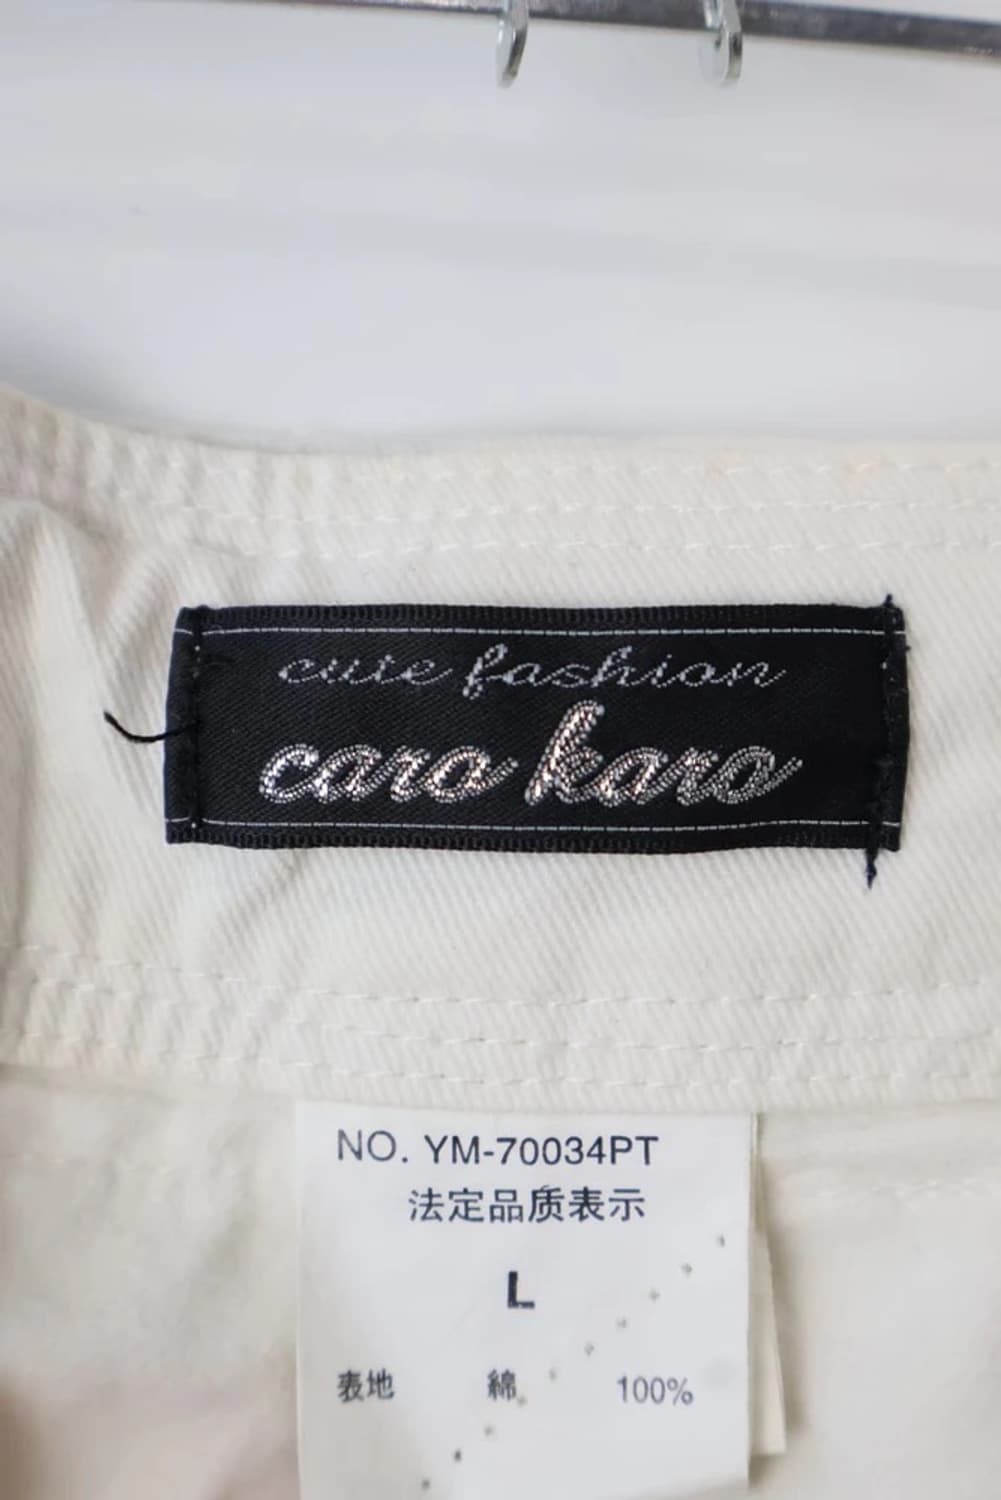 cute fashion
caro karo
NO. YM-70034PT
法定品质表示
L
表地 綿 100%